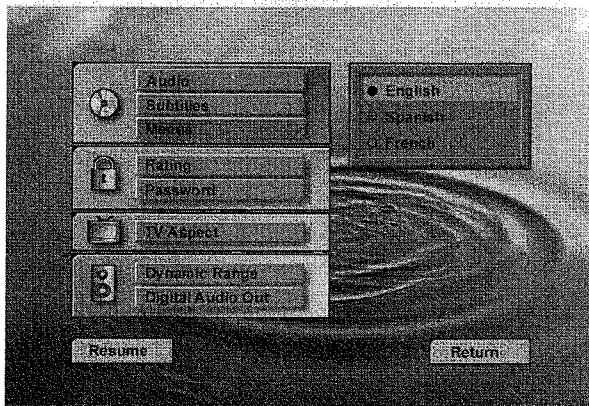 Audio
Subtitles
Menus
Rating
Password
TV Aspect
Dynamic Range
Digital Audio Out
English
Spanish
French
Resume
Return